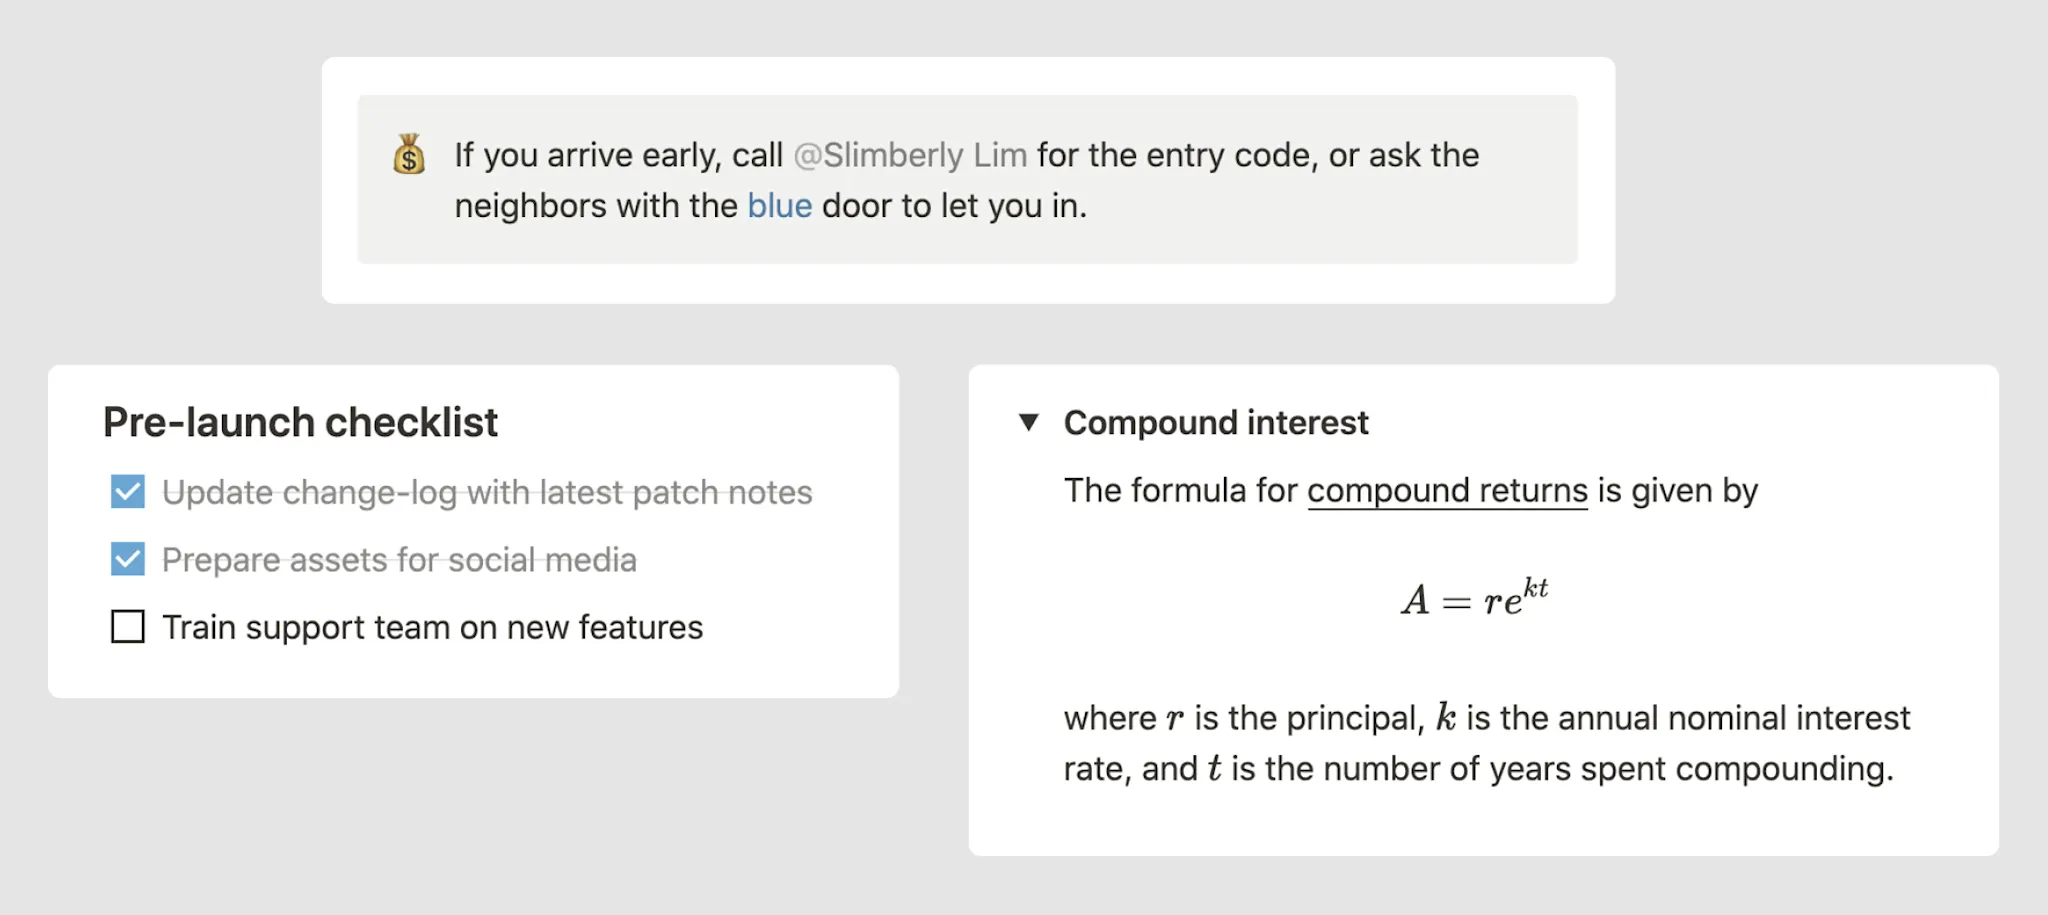 If you arrive early, call @Slimberly Lim for the entry code, or ask the
neighbors with the blue door to let you in.
Pre-launch checklist
Update change-log with latest patch notes
Prepare assets for social media
Train support team on new features
Compound interest
The formula for compound returns is given by
A = re^{kt}
where r is the principal, k is the annual nominal interest
rate, and t is the number of years spent compounding.